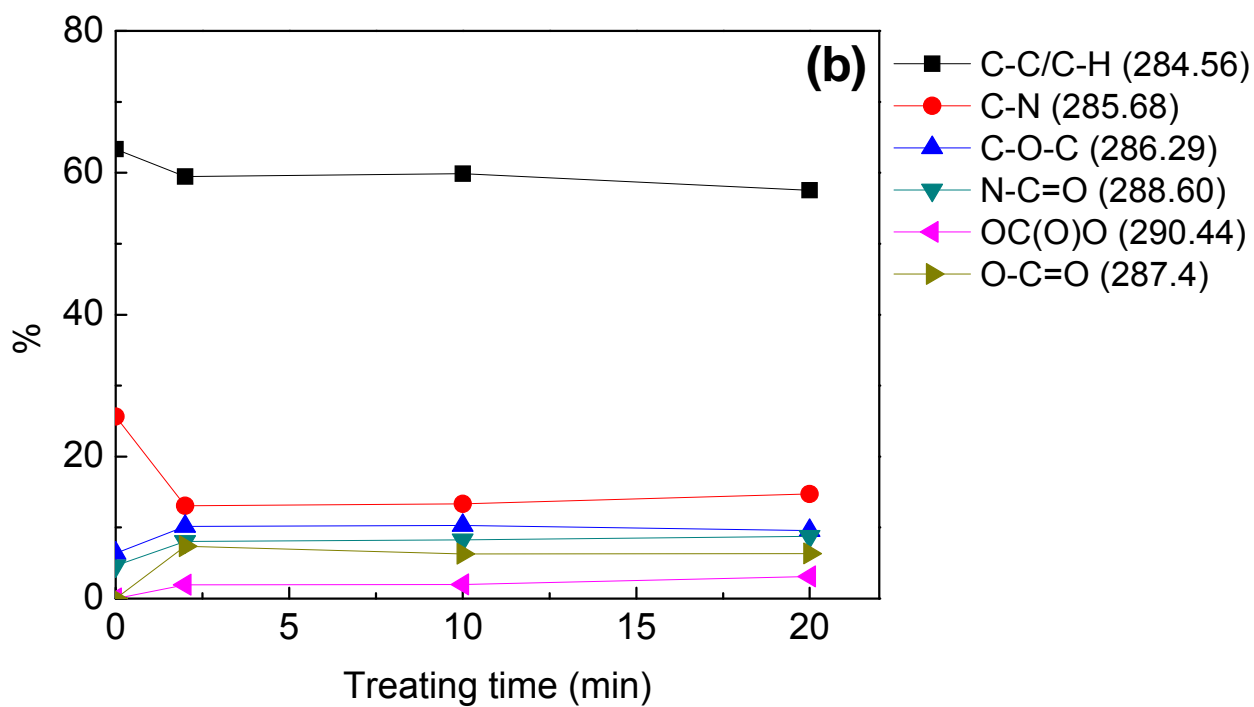 80
60
40
20
0
%
0
5
10
15
20
Treating time (min)
(b)
C-C/C-H (284.56)
C-N (285.68)
C-O-C (286.29)
N-C=O (288.60)
OC(O)O (290.44)
O-C=O (287.4)